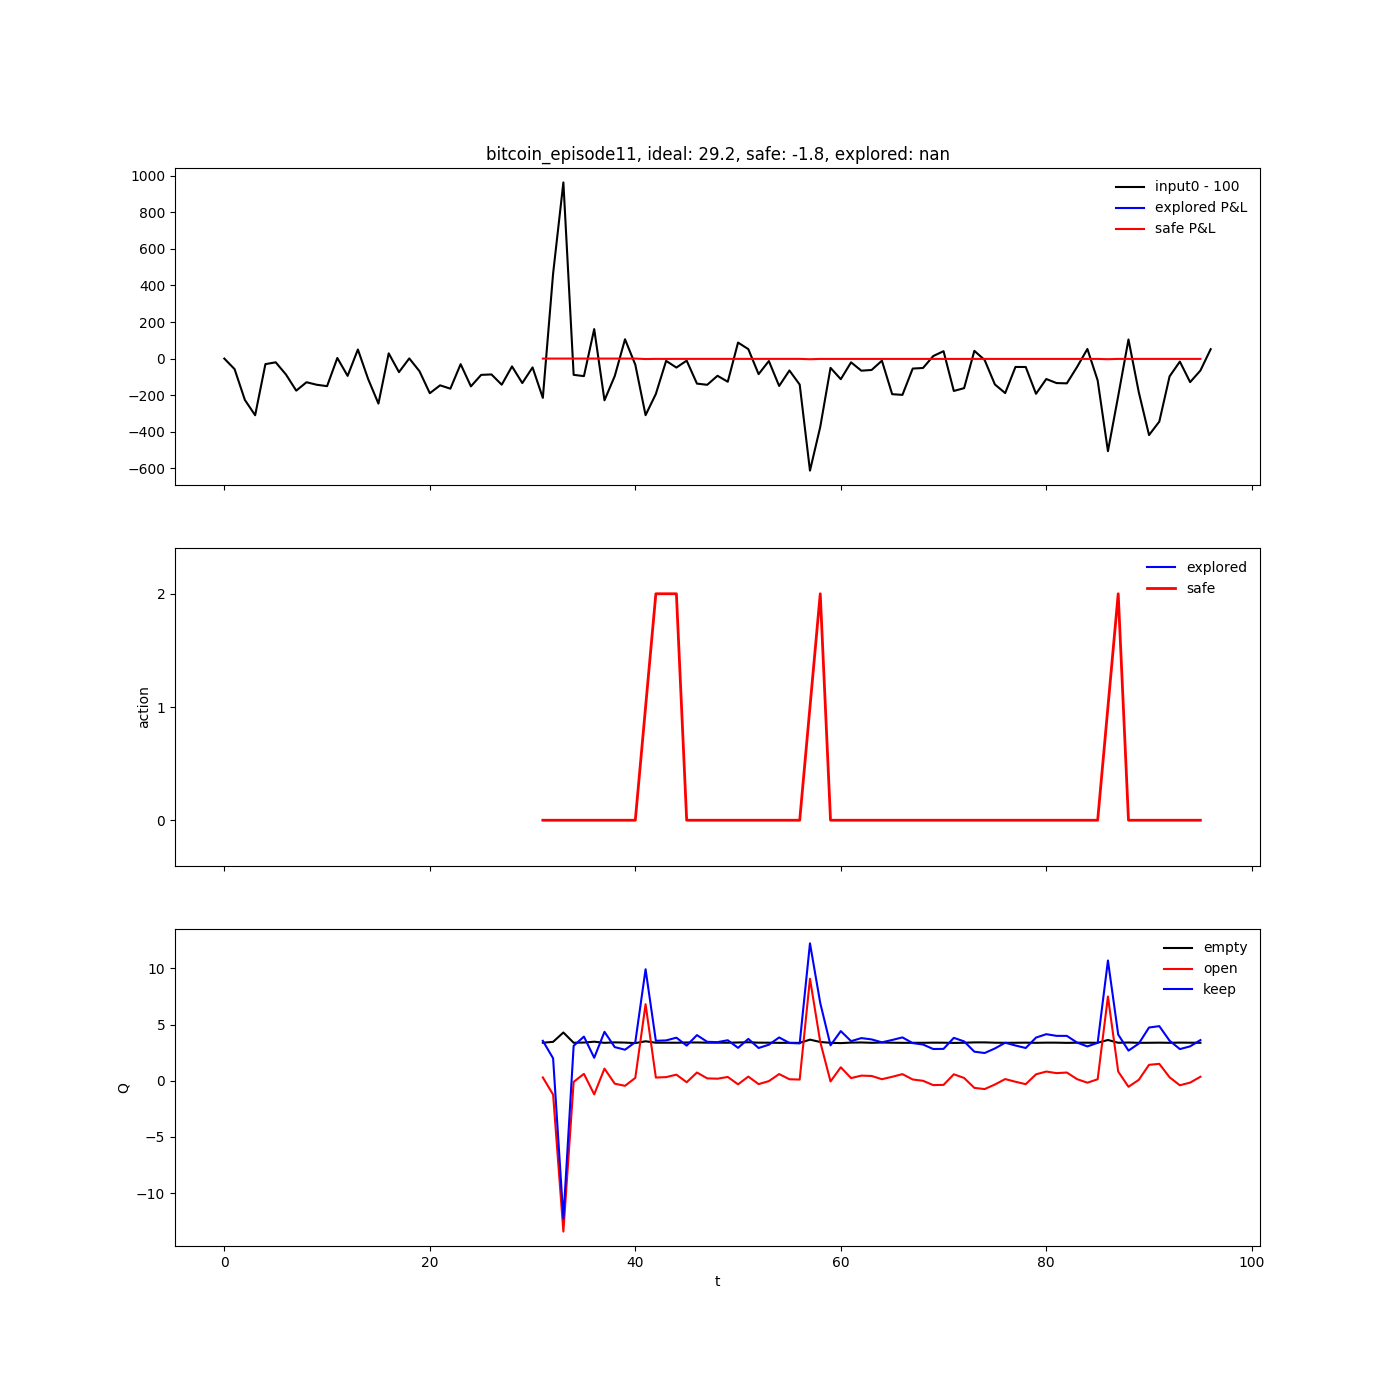 bitcoin_episode11, ideal: 29.2, safe: -1.8, explored: nan
1000
800
600
400
200
0
−200
−400
−600
input0 - 100
explored P&L
safe P&L
2
1
0
action
explored
safe
10
5
0
−5
−10
Q
empty
open
keep
0
20
40
60
80
100
t